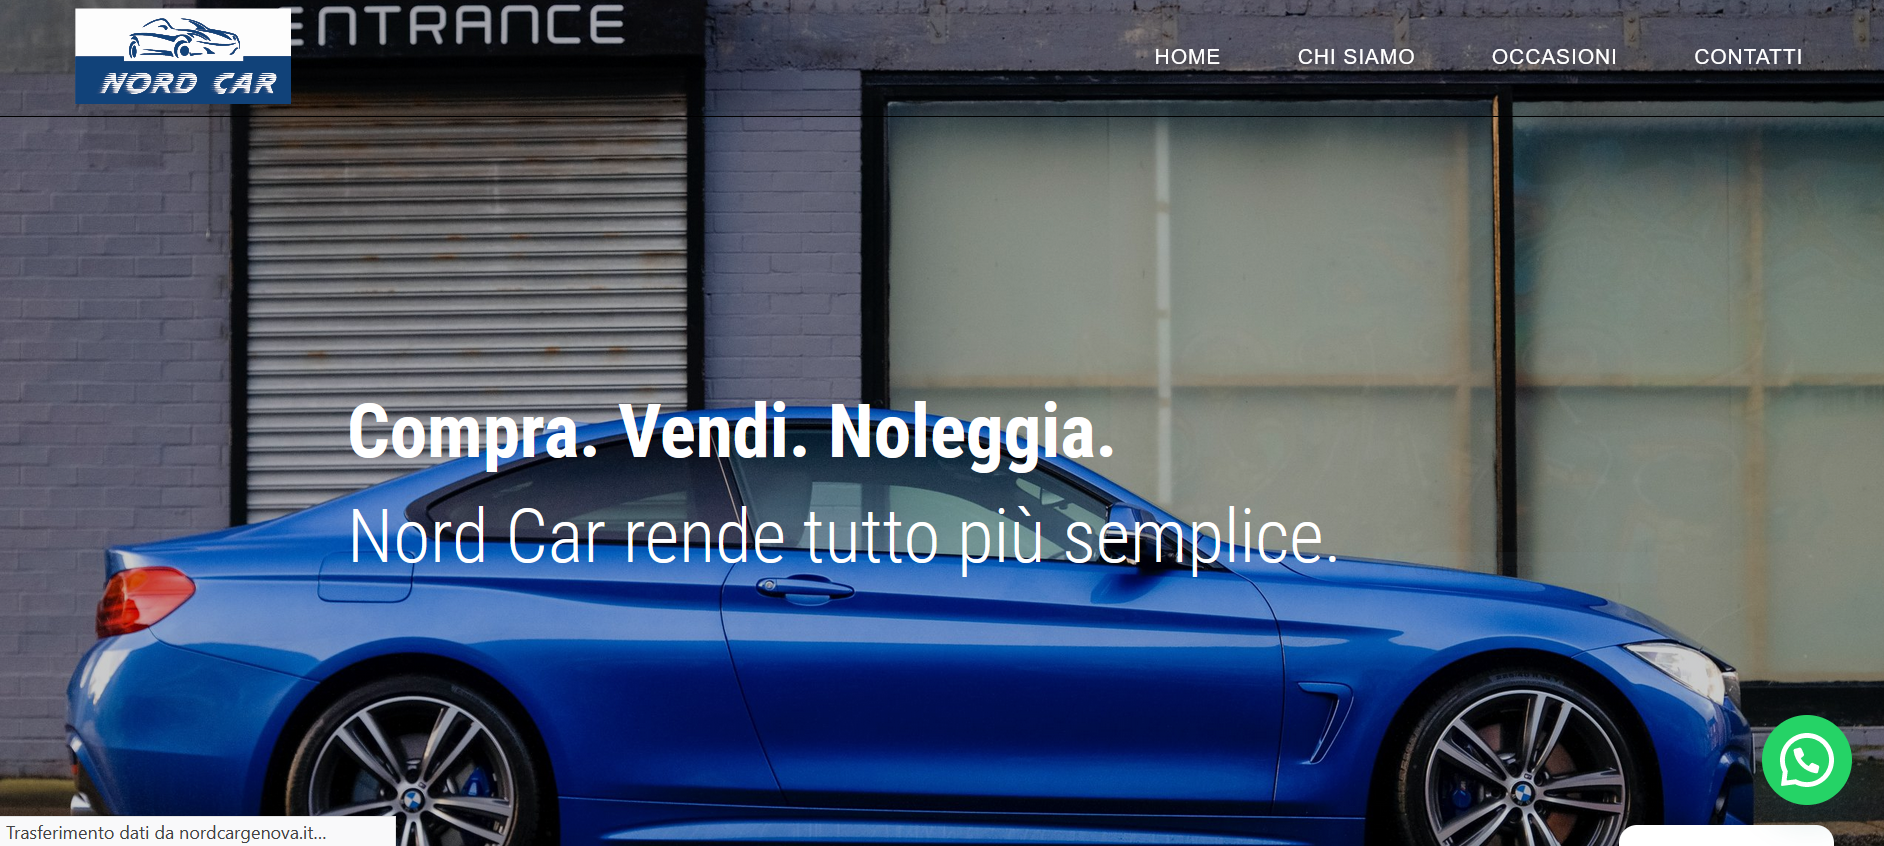 ENTRANCE
NORD CAR
HOME
CHI SIAMO
OCCASIONI
CONTATTI
Compra. Vendi. Noleggia.
Nord Car rende tutto più semplice.
Trasferimento dati da nordcargenova.it...